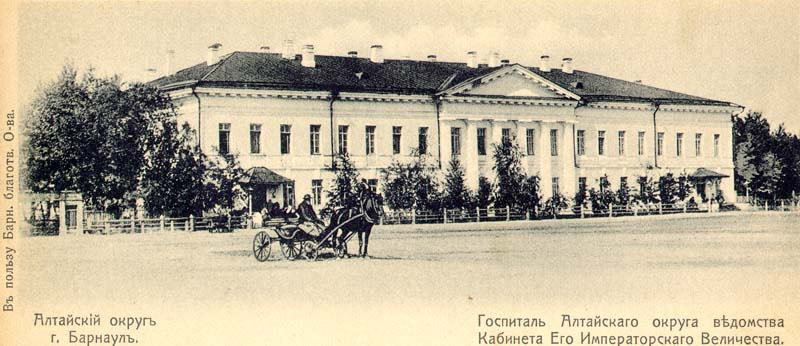 Въ пользу Барн. благотв. О-ва.
Алтайскій округъ
г. Барнаулъ.
Госпиталь Алтайскаго округа вѣдомства
Кабинета Его Императорскаго Величества.